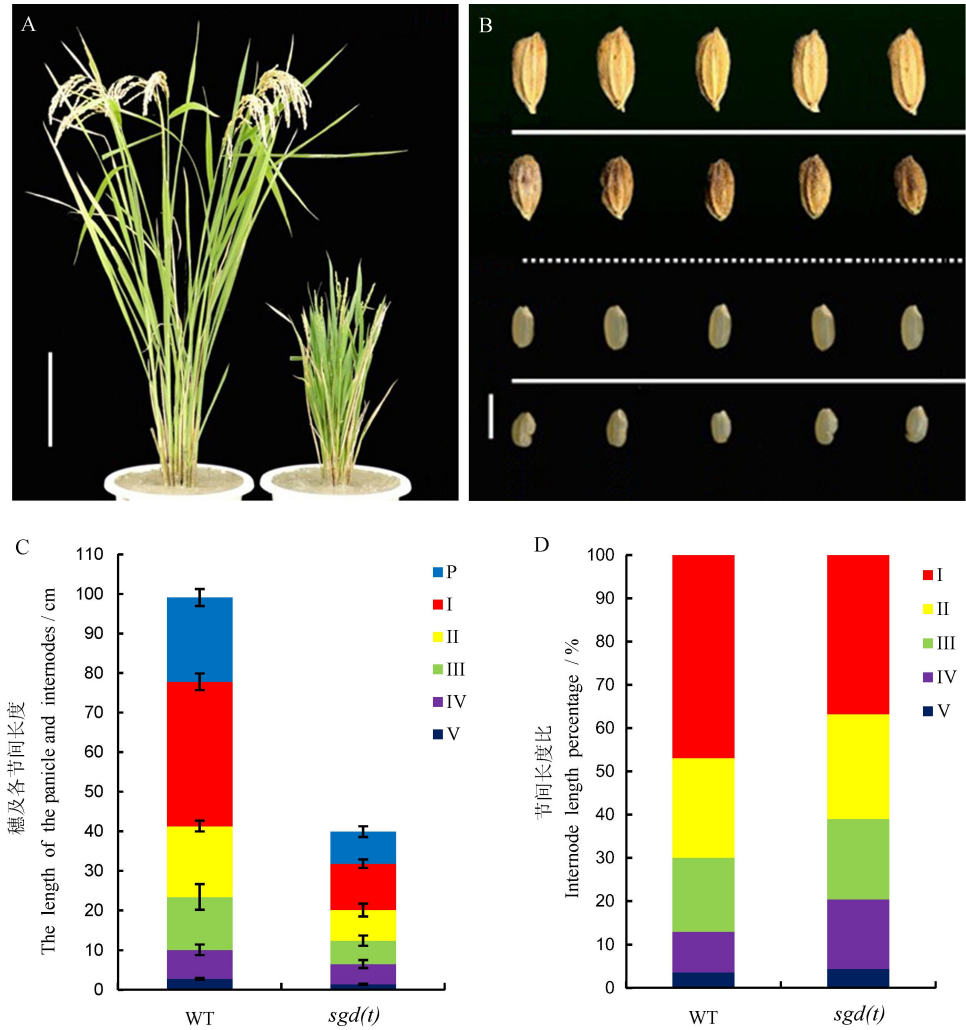 A
B
C
D
穗及各节间长度
The length of the panicle and internodes / cm
110
100
90
80
70
60
50
40
30
20
10
0
P
I
II
III
IV
V
WT
sgd(t)
节间长度比
Internode length percentage / %
100
90
80
70
60
50
40
30
20
10
0
I
II
III
IV
V
WT
sgd(t)